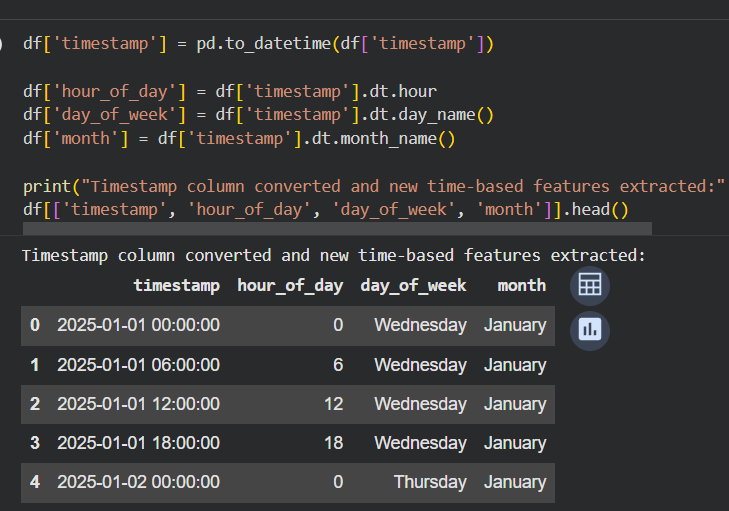 df['timestamp'] = pd.to_datetime(df['timestamp'])
df['hour_of_day'] = df['timestamp'].dt.hour
df['day_of_week'] = df['timestamp'].dt.day_name()
df['month'] = df['timestamp'].dt.month_name()
print("Timestamp column converted and new time-based features extracted:"
df[['timestamp', 'hour_of_day', 'day_of_week', 'month']].head()
Timestamp column converted and new time-based features extracted:
timestamp hour_of_day day_of_week month
0 2025-01-01 00:00:00 0 Wednesday January
1 2025-01-01 06:00:00 6 Wednesday January
2 2025-01-01 12:00:00 12 Wednesday January
3 2025-01-01 18:00:00 18 Wednesday January
4 2025-01-02 00:00:00 0 Thursday January